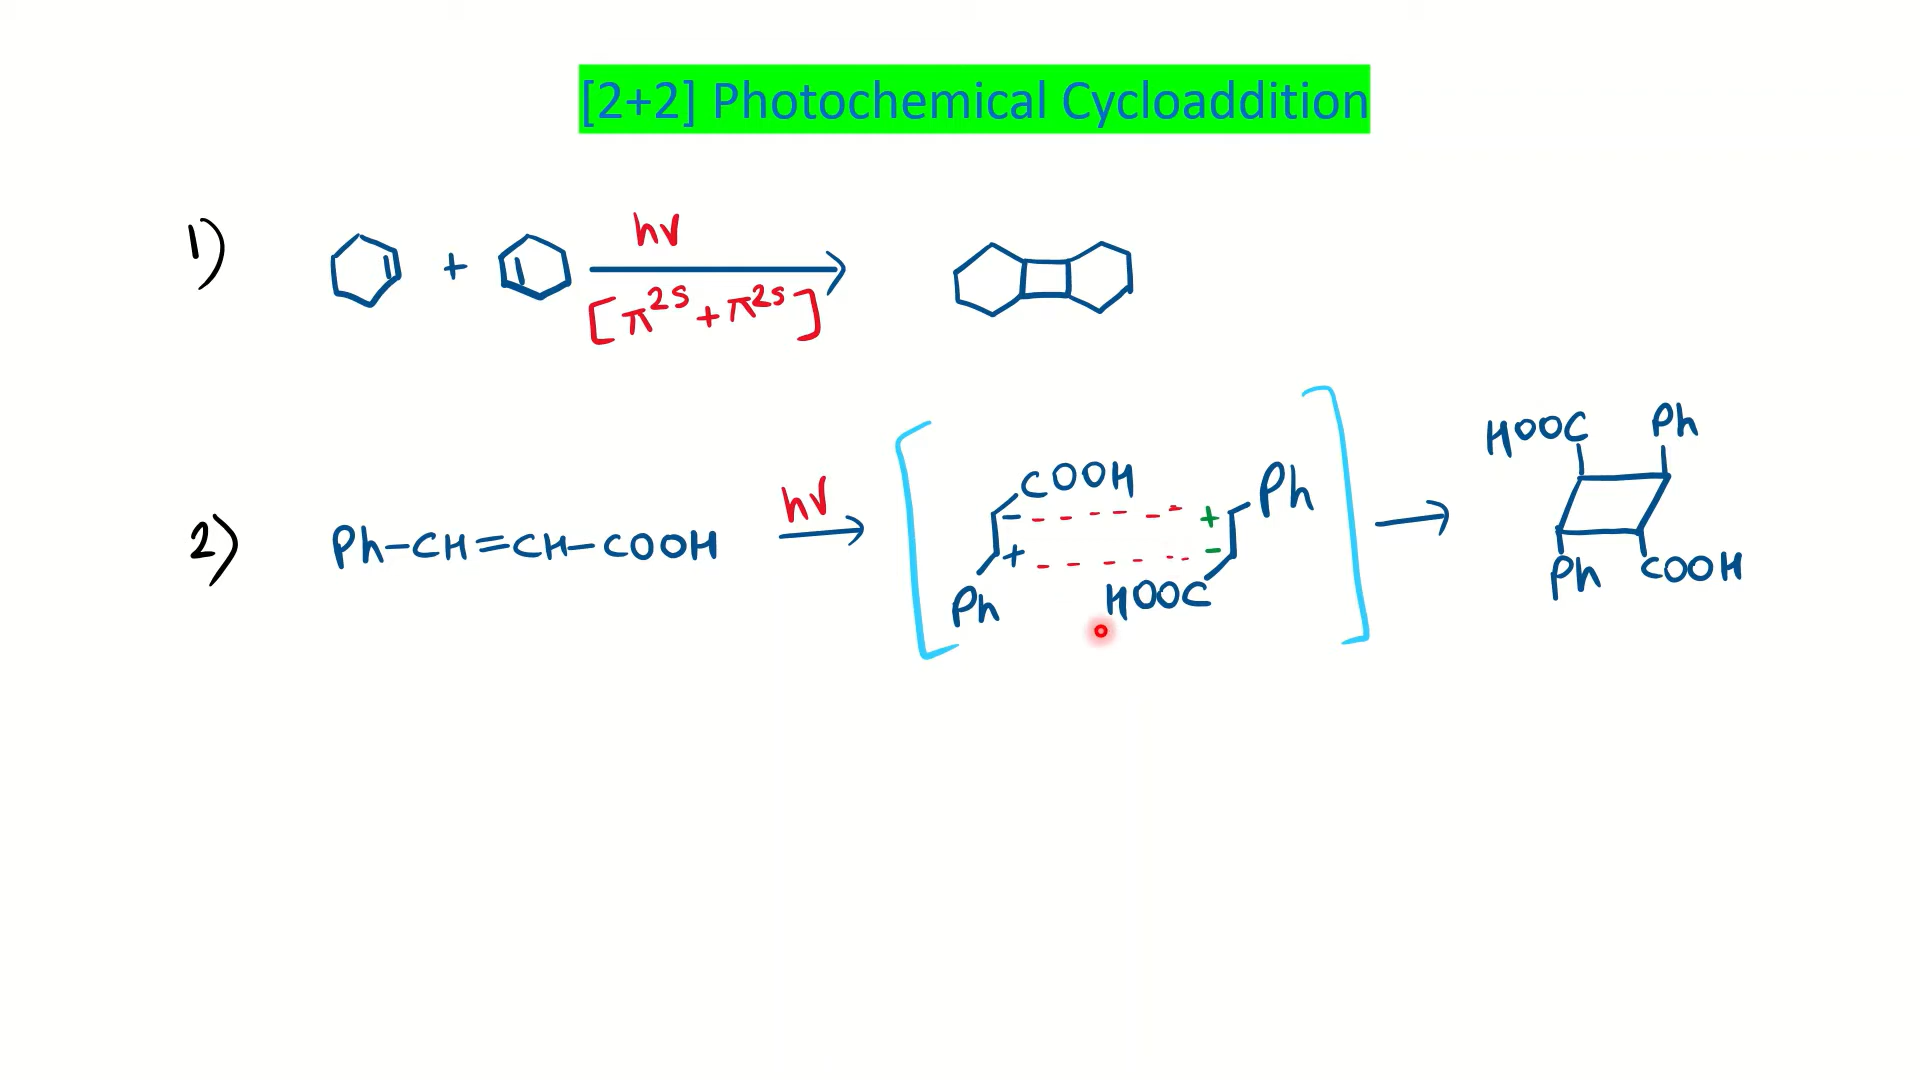 [2+2] Photochemical Cycloaddition
1) + hν
[π2s + π2s]
2) Ph-CH=CH-COOH hν
COOH
- +
Ph
+ -
Ph
HOOC
HOOC Ph
Ph COOH